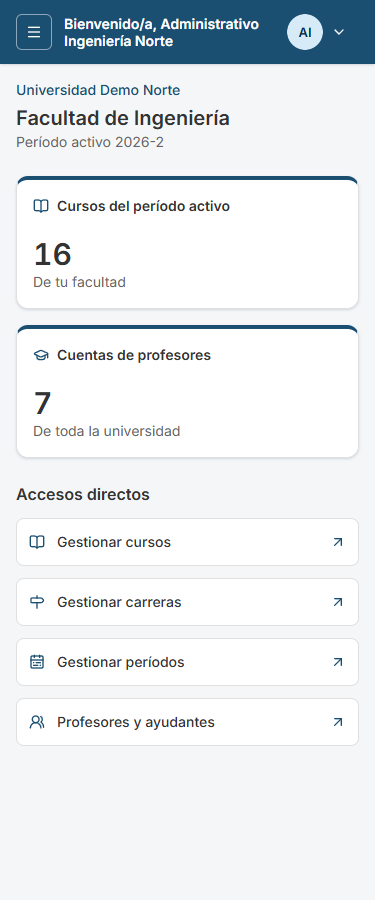 Bienvenido/a, Administrativo
Ingeniería Norte
AI
Universidad Demo Norte
Facultad de Ingeniería
Período activo 2026-2
Cursos del período activo
16
De tu facultad
Cuentas de profesores
7
De toda la universidad
Accesos directos
Gestionar cursos
Gestionar carreras
Gestionar períodos
Profesores y ayudantes